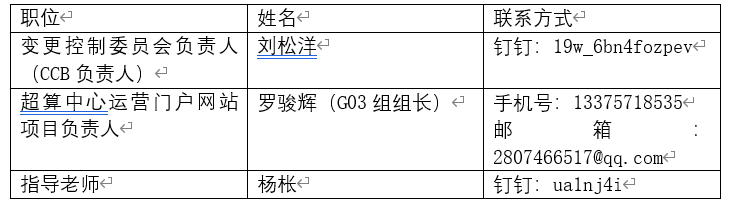 职位 姓名 联系方式
变更控制委员会负责人 刘松洋 钉钉：19w_6bn4fozpev
（CCB 负责人）
超算中心运营门户网站 罗骏辉（G03 组组长） 手机号：13375718535
项目负责人 邮箱：
2807466517@qq.com
指导老师 杨枨 钉钉：ua1nj4i